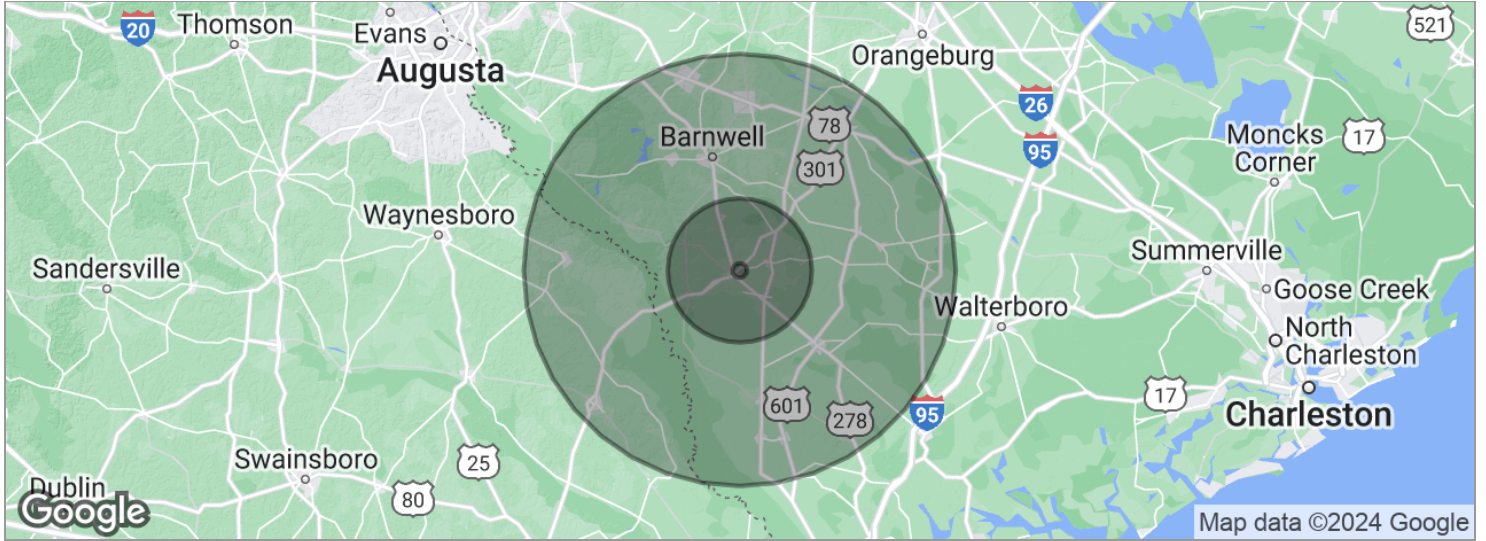 20
Thomson
Evans
Augusta
Orangeburg
521
26
78
Barnwell
95
Moncks
Corner
17
301
Waynesboro
Summerville
Sandersville
Goose Creek
Walterboro
North
Charleston
17
601
278
95
Charleston
Swainsboro
25
80
Dublin
Google
Map data ©2024 Google